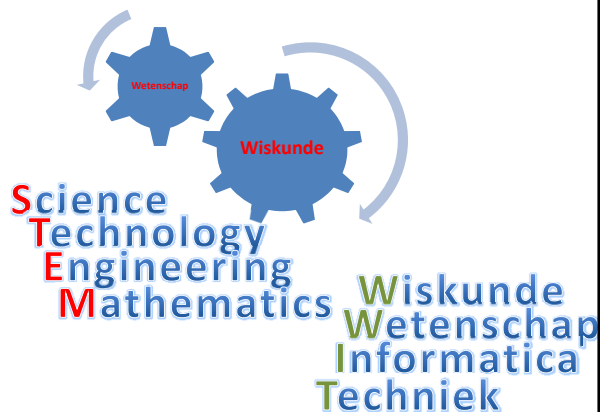 Wetenschap
Wiskunde
Science
Technology
Engineering
Mathematics
Wiskunde
Wetenschap
Informatica
Techniek